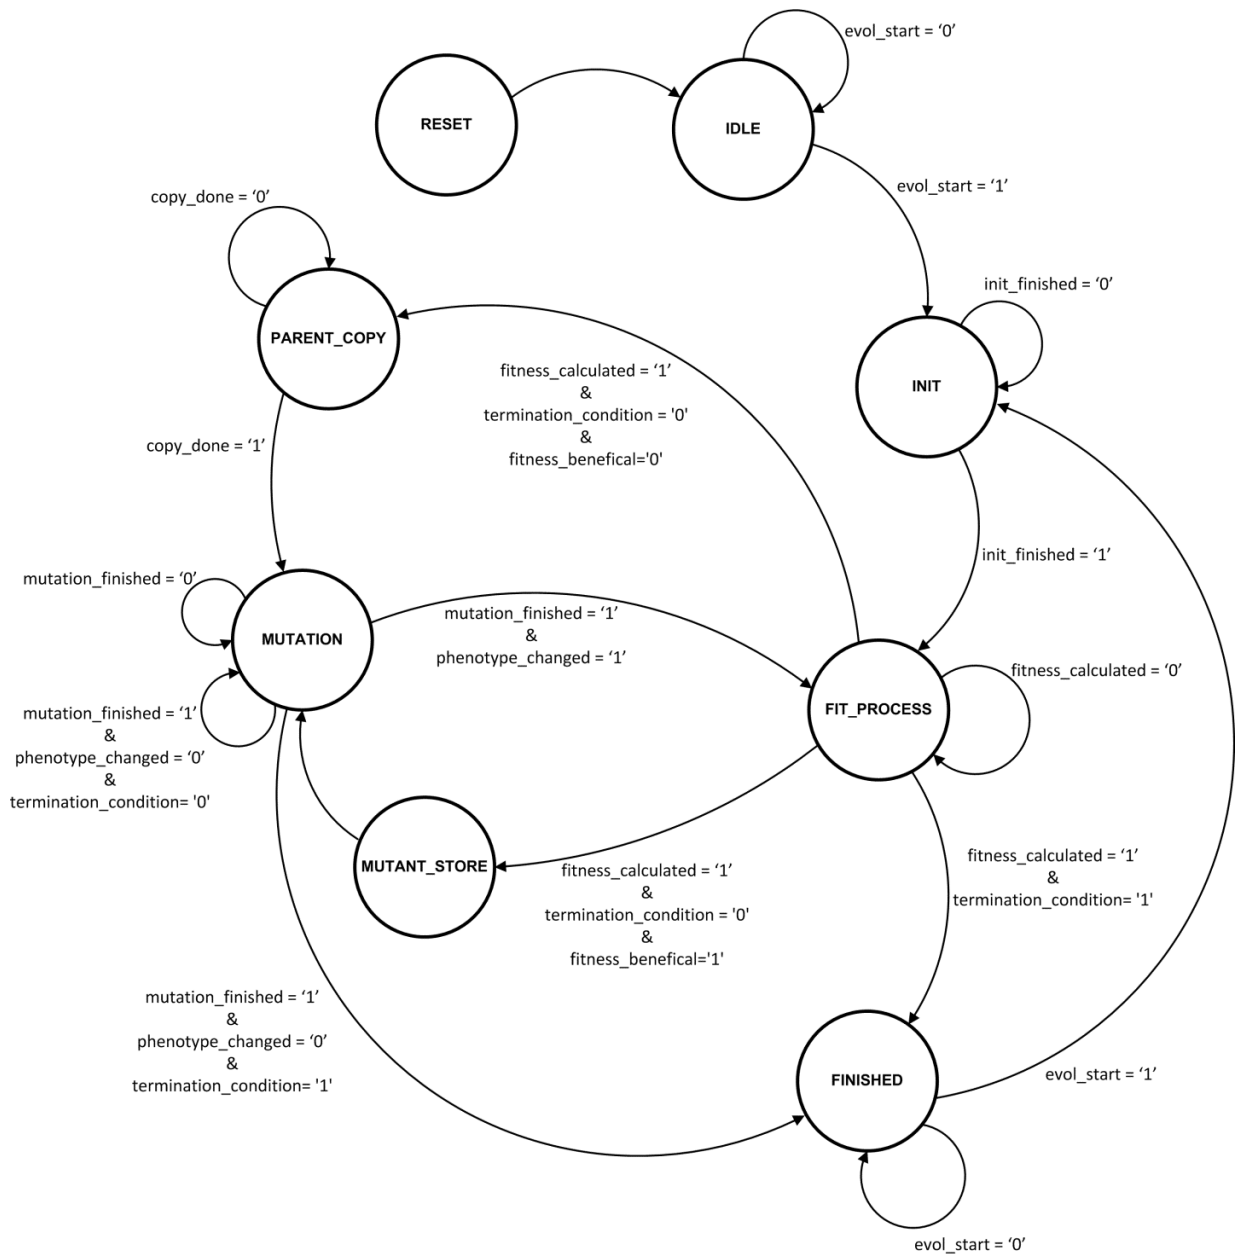 evol_start = ‘0’
RESET
IDLE
evol_start = ‘1’
copy_done = ‘0’
init_finished = ‘0’
PARENT_COPY
INIT
fitness_calculated = ‘1’
&
termination_condition = '0'
&
fitness_benefical='0'
copy_done = ‘1’
init_finished = ‘1’
mutation_finished = ‘0’
MUTATION
mutation_finished = ‘1’
&
phenotype_changed = ‘1’
fitness_calculated = ‘0’
FIT_PROCESS
mutation_finished = ‘1’
&
phenotype_changed = ‘0’
&
termination_condition= '0'
MUTANT_STORE
fitness_calculated = ‘1’
&
termination_condition = '0'
&
fitness_benefical='1'
fitness_calculated = ‘1’
&
termination_condition= '1'
mutation_finished = ‘1’
&
phenotype_changed = ‘0’
&
termination_condition= '1'
FINISHED
evol_start = ‘1’
evol_start = ‘0’